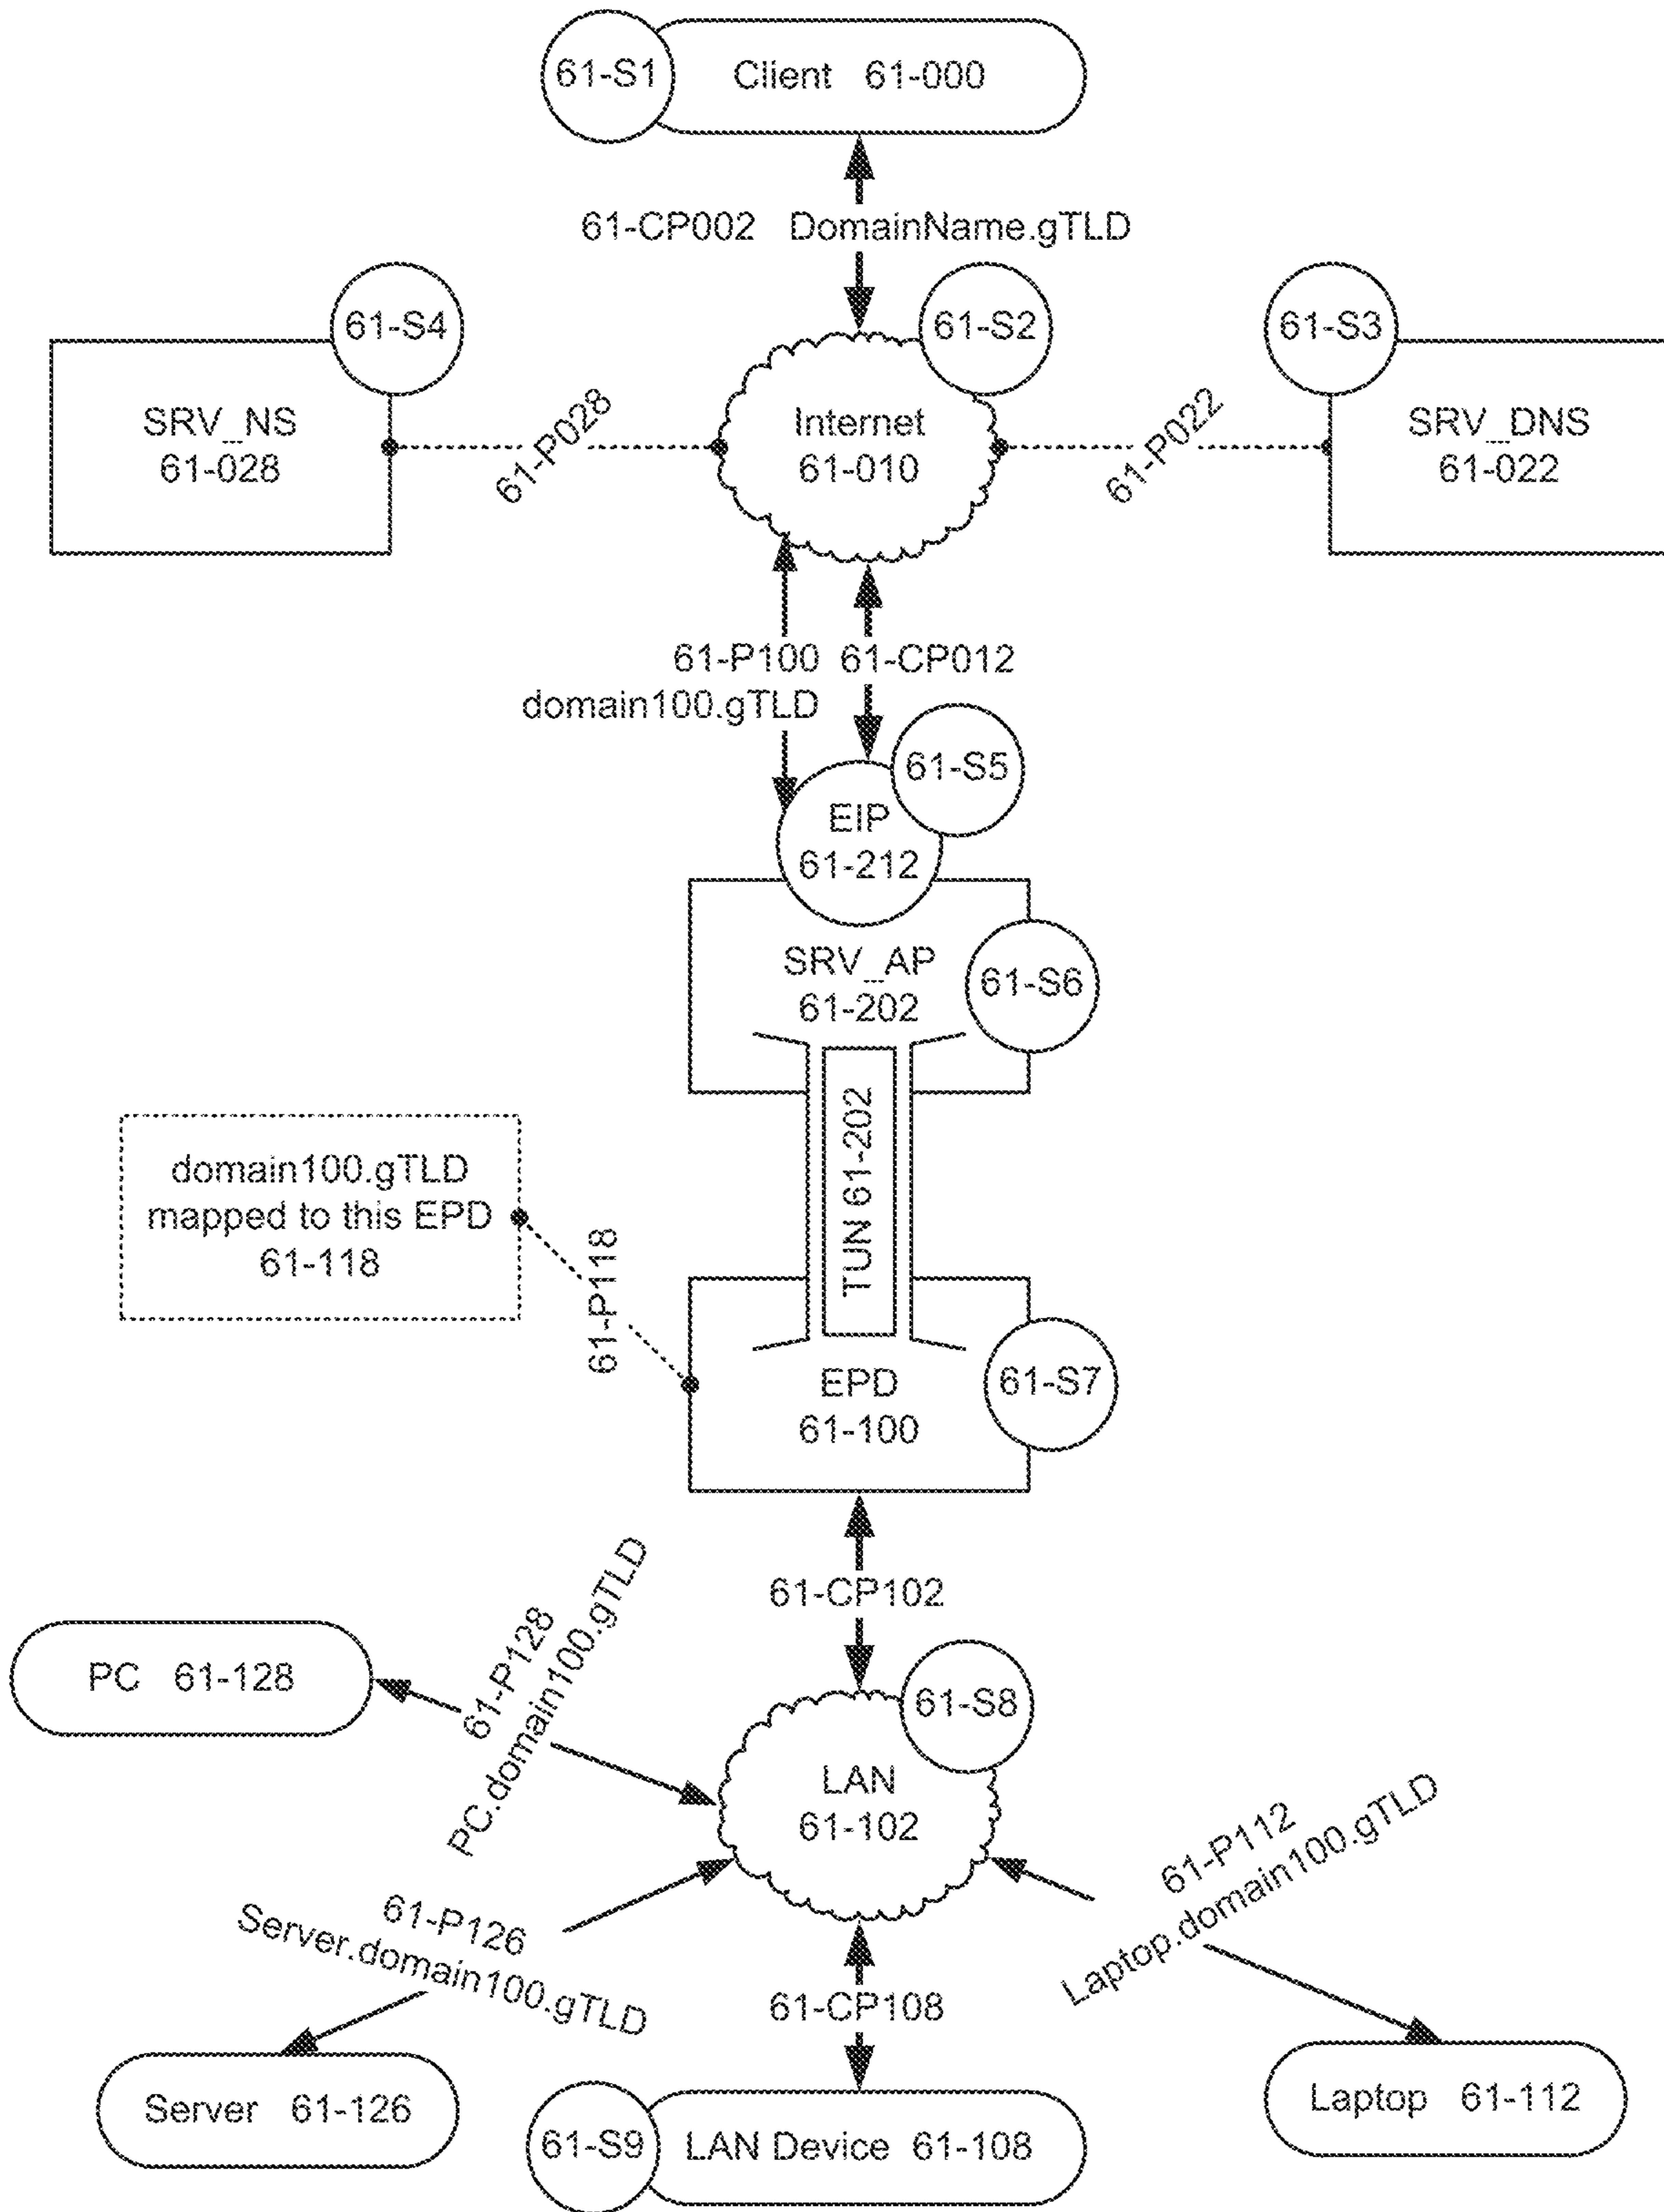 61-S1
Client 61-000
61-CP002 DomainName.gTLD
61-S4
61-S2
61-S3
SRV_NS
61-028
61-P028
Internet
61-010
61-P022
SRV_DNS
61-022
61-P100
domain100.gTLD
61-CP012
61-S5
EIP
61-212
SRV_AP
61-202
61-S6
TUN 61-202
domain100.gTLD
mapped to this EPD
61-118
61-P118
EPD
61-100
61-S7
61-CP102
PC 61-128
61-P128
PC.domain100.gTLD
61-S8
LAN
61-102
61-P112
Laptop.domain100.gTLD
61-P126
Server.domain100.gTLD
61-CP108
Server 61-126
61-S9
LAN Device 61-108
Laptop 61-112